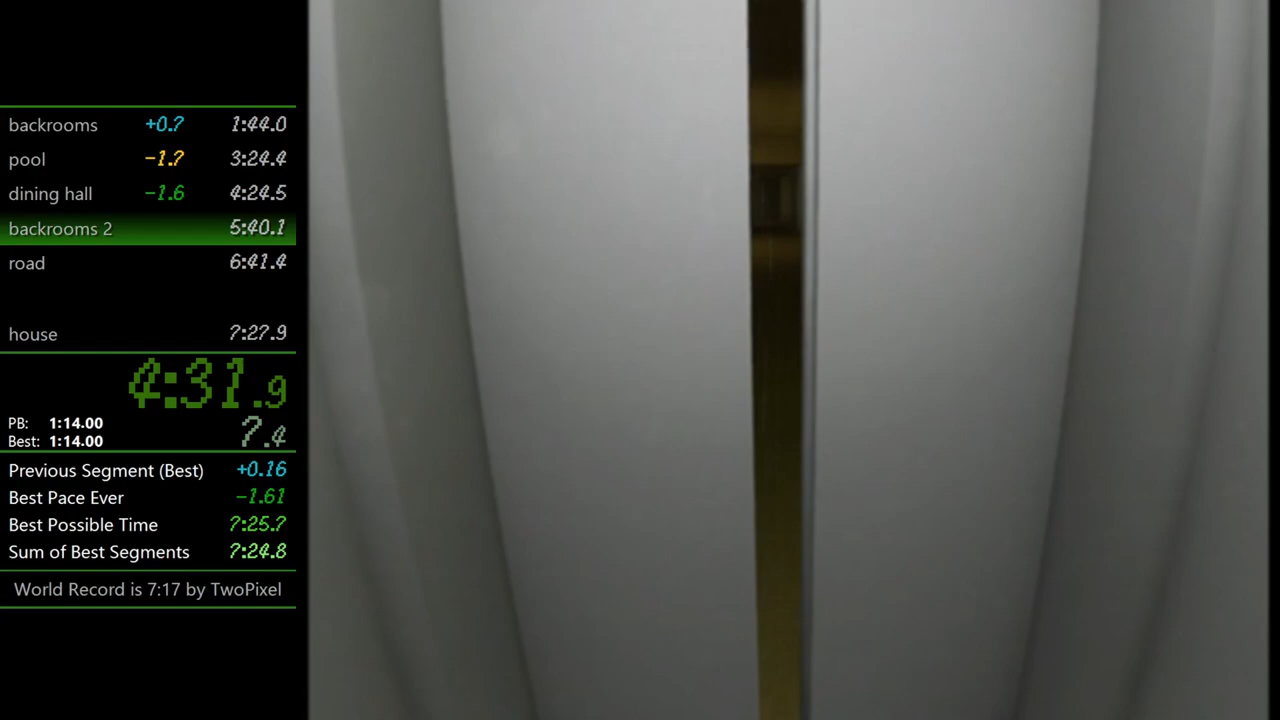 backrooms +0.7 1:44.0
pool -1.7 3:24.4
dining hall -1.6 4:24.5
backrooms 2 5:40.1
road 6:41.4
house 7:27.9
4:31.9
PB: 1:14.00
Best: 1:14.00
7.4
Previous Segment (Best) +0.16
Best Pace Ever -1.61
Best Possible Time 7:25.7
Sum of Best Segments 7:24.8
World Record is 7:17 by TwoPixel